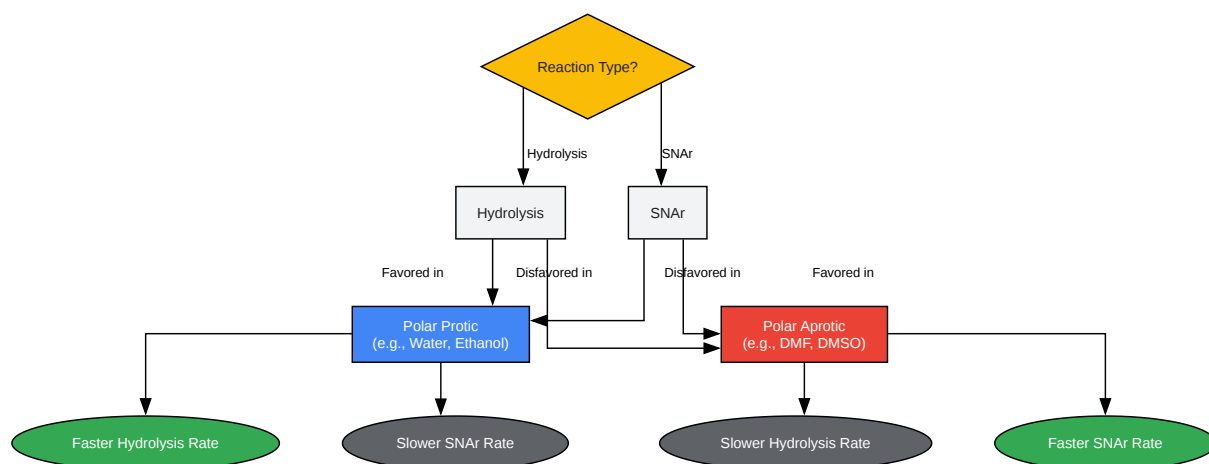 Reaction Type?
Hydrolysis
SNAr
Hydrolysis
SNAr
Favored in
Disfavored in
Disfavored in
Favored in
Polar Protic
(e.g., Water, Ethanol)
Polar Aprotic
(e.g., DMF, DMSO)
Faster Hydrolysis Rate
Slower SNAr Rate
Slower Hydrolysis Rate
Faster SNAr Rate